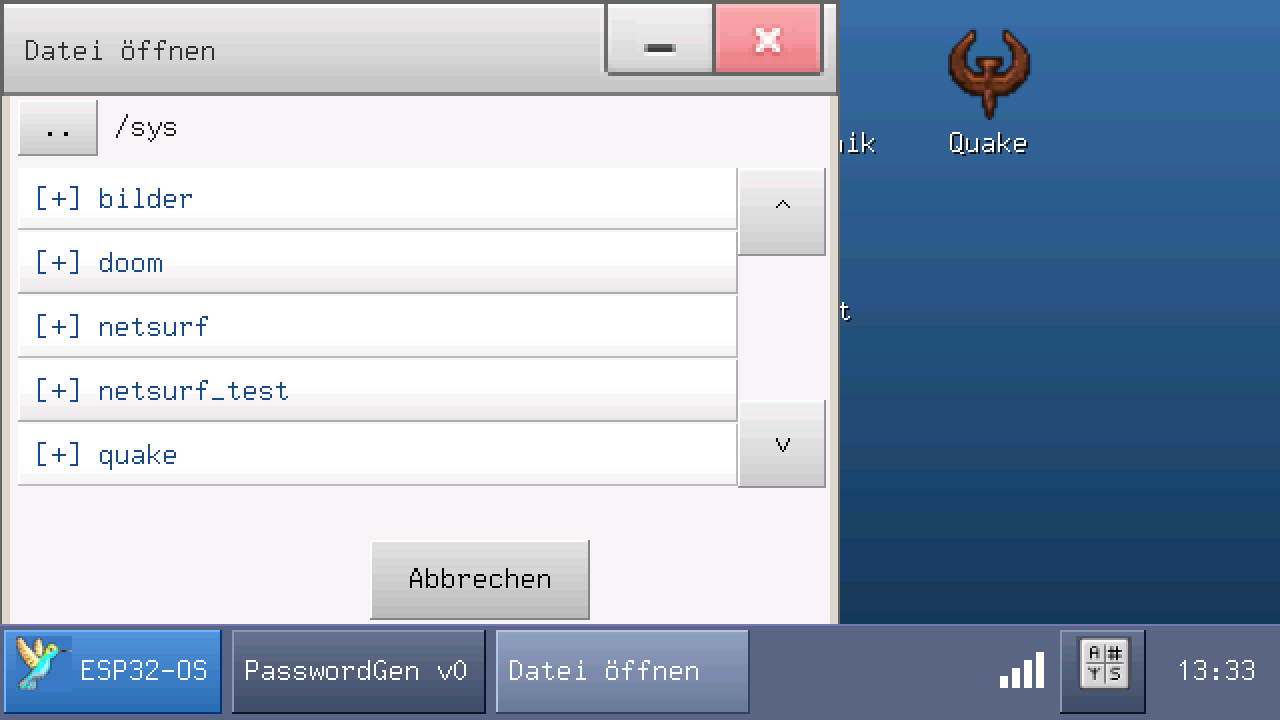 Datei öffnen
.. /sys
[+] bilder
[+] doom
[+] netsurf
[+] netsurf_test
[+] quake
^
v
Abbrechen
Quake
ESP32-OS
PasswordGen v0
Datei öffnen
A # Y S
13:33